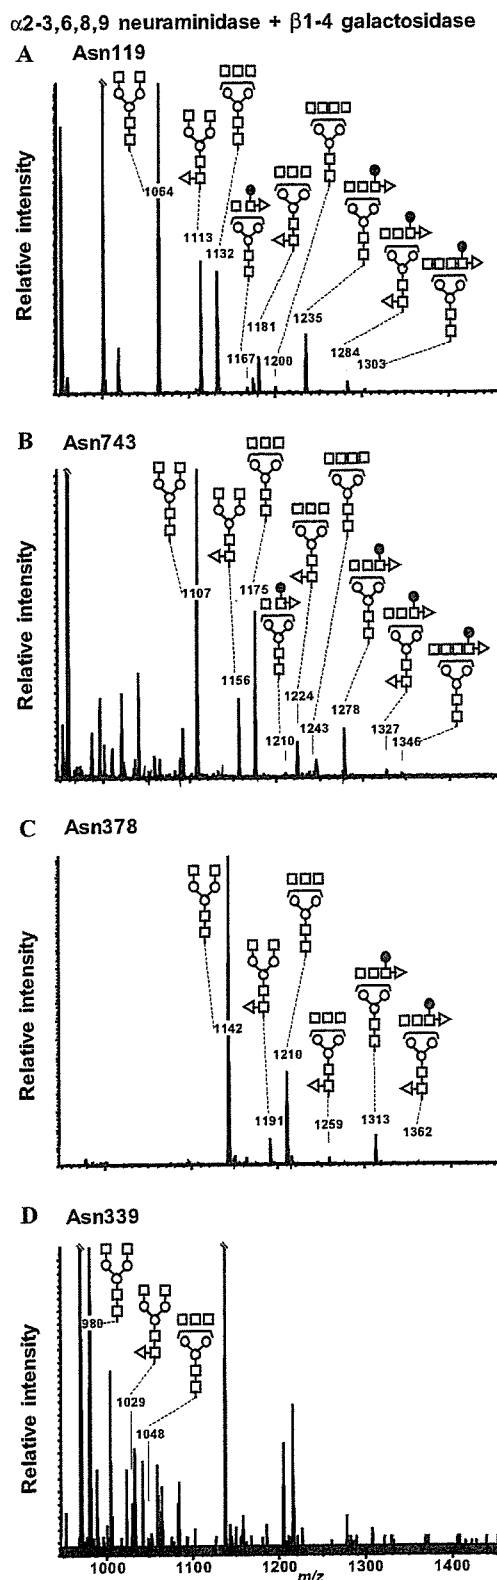 α2-3,6,8,9 neuraminidase + β1-4 galactosidase
A Asn119
Relative intensity
1064
1113
1132
1167
1181
1200
1235
1284
1303
B Asn743
Relative intensity
1107
1156
1175
1210
1224
1243
1278
1327
1346
C Asn378
Relative intensity
1142
1191
1210
1259
1313
1362
D Asn339
Relative intensity
980
1029
1048
1000 1100 1200 1300 1400
m/z